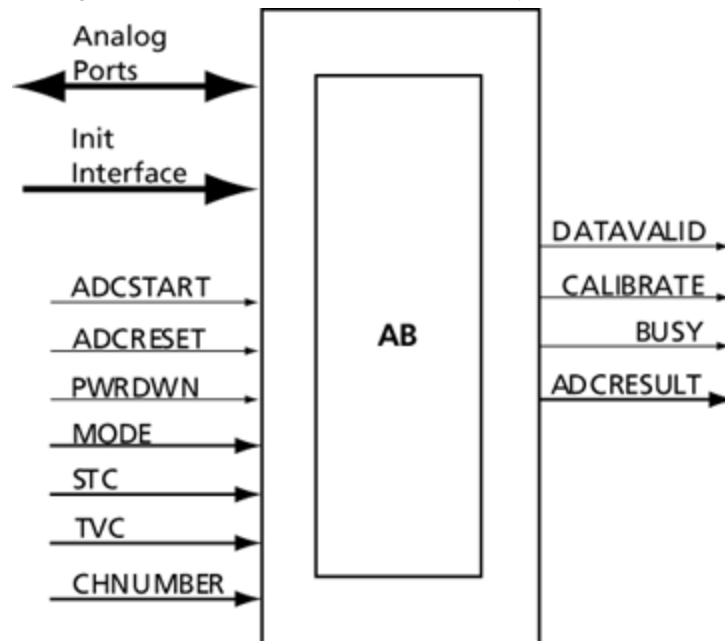 Analog
Ports
Init
Interface
ADCSTART
ADCRESET
PWRDWN
MODE
STC
TVC
CHNUMBER
AB
DATAVALID
CALIBRATE
BUSY
ADCRESULT